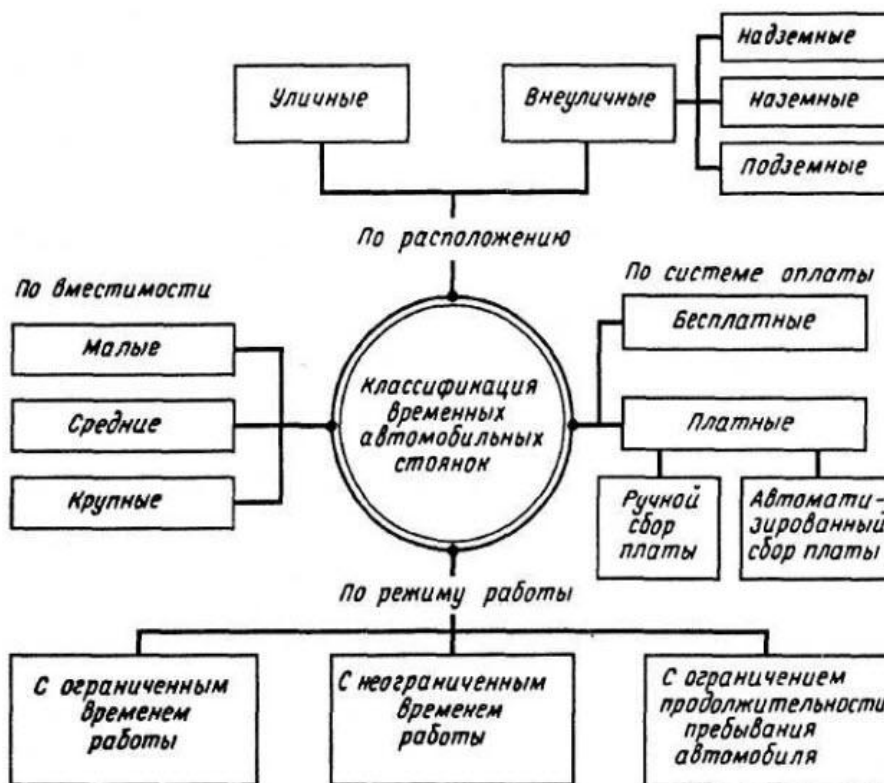 Уличные
Внеуличные
Надземные
Наземные
Подземные
По расположению
По вместимости
Малые
Средние
Крупные
Классификация
временных
автомобильных
стоянок
По системе оплаты
Бесплатные
Платные
Ручной
сбор
платы
Автомати-
зированный
сбор платы
По режиму работы
С ограниченным
временем
работы
С неограниченным
временем
работы
С ограничением
продолжительности
пребывания
автомобиля